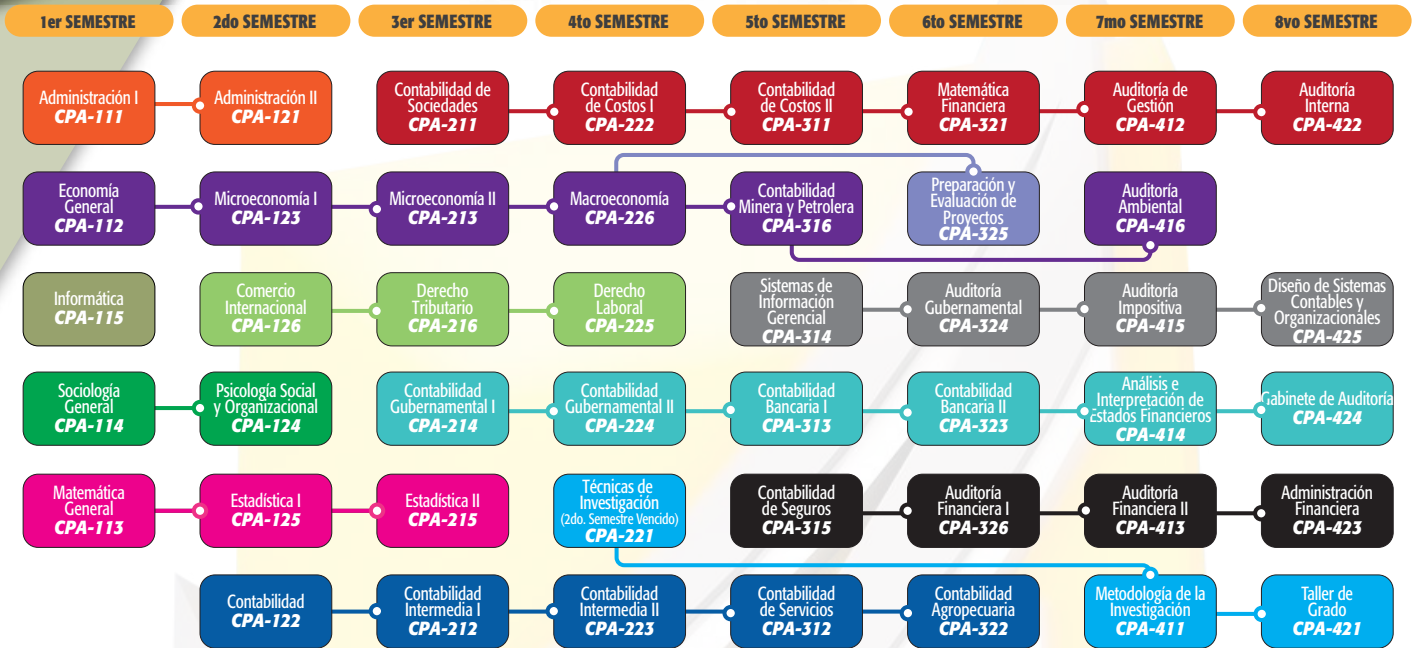 1er SEMESTRE
2do SEMESTRE
3er SEMESTRE
4to SEMESTRE
5to SEMESTRE
6to SEMESTRE
7mo SEMESTRE
8vo SEMESTRE
Administración I
CPA-111
Administración II
CPA-121
Contabilidad de
Sociedades
CPA-211
Contabilidad
de Costos I
CPA-222
Contabilidad
de Costos II
CPA-311
Matemática
Financiera
CPA-321
Auditoría de
Gestión
CPA-412
Auditoría
Interna
CPA-422
Economía
General
CPA-112
Microeconomía I
CPA-123
Microeconomía II
CPA-213
Macroeconomía
CPA-226
Contabilidad
Minera y Petrolera
CPA-316
Preparación y
Evaluación de
Proyectos
CPA-325
Auditoría
Ambiental
CPA-416
Informática
CPA-115
Comercio
Internacional
CPA-126
Derecho
Tributario
CPA-216
Derecho
Laboral
CPA-225
Sistemas de
Información
Gerencial
CPA-314
Auditoría
Gubernamental
CPA-324
Auditoría
Impositiva
CPA-415
Diseño de Sistemas
Contables y
Organizacionales
CPA-425
Sociología
General
CPA-114
Psicología Social
y Organizacional
CPA-124
Contabilidad
Gubernamental I
CPA-214
Contabilidad
Gubernamental II
CPA-224
Contabilidad
Bancaria I
CPA-313
Contabilidad
Bancaria II
CPA-323
Análisis e
Interpretación de
Estados Financieros
CPA-414
Gabinete de Auditoría
CPA-424
Matemática
General
CPA-113
Estadística I
CPA-125
Estadística II
CPA-215
Técnicas de
Investigación
(2do. Semestre Vencido)
CPA-221
Contabilidad
de Seguros
CPA-315
Auditoría
Financiera I
CPA-326
Auditoría
Financiera II
CPA-413
Administración
Financiera
CPA-423
Contabilidad
CPA-122
Contabilidad
Intermedia I
CPA-212
Contabilidad
Intermedia II
CPA-223
Contabilidad
de Servicios
CPA-312
Contabilidad
Agropecuaria
CPA-322
Metodología de la
Investigación
CPA-411
Taller de
Grado
CPA-421